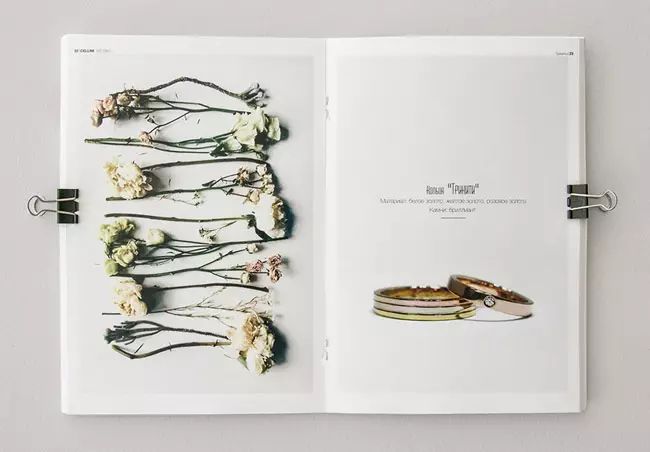 Кольцо "Тринити"
Материал: белое золото, желтое золото, розовое золото
Камни: бриллиант